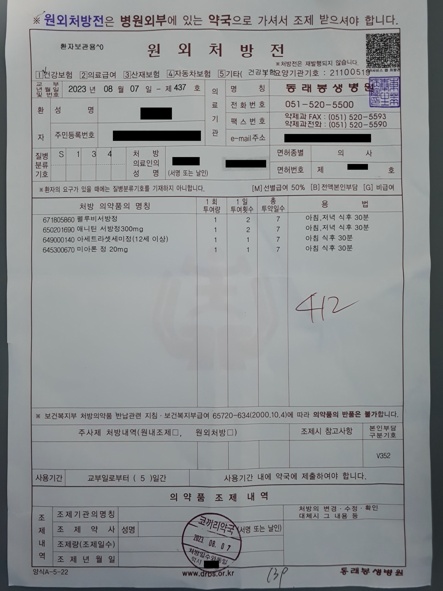 ※ 원외처방전은 병원외부에 있는 약국으로 가셔서 조제 받으셔야 합니다.
환자보관용^0
원 외 처 방 전
*처방전은 재발행되지 않습니다.
①건강보험 ②의료급여 ③산재보험 ④자동차보험 ⑤기타( 건강보험 )
요양기관기호 : 21100519
교 부
및 번호
2023 년 08 월 07 일 - 제 437 호
의료기관
명 칭
동래봉생병원
환자
성 명
전화번호
051-520-5500
팩스번호
약제과 FAX : (051) 520-5593
약제과전화 : (051) 520-5590
주민등록번호
e-mail주소
질병
분류
기호
S 1 3 4
처 방
의료인의
성 명
(서명 또는 날인)
면허종별
의 사
면허번호
제 호
※환자의 요구가 있을 때에는 질병분류기호를 기재하지 아니합니다.
[M] 선별급여 50% [B] 전액본인부담 [G] 비급여
처방 의약품의 명칭
1 회
투여량
1 일
투여횟수
총
투약일수
용 법
671805860 펠루비서방정 1 2 7 아침,저녁 식후 30분
650201690 애니틴 서방정300mg 1 2 7 아침,저녁 식후 30분
649000140 아세트라셋세미정(12세 이상) 1 1 7 아침 식후 30분
645300670 미아론 정 20mg 1 1 7 아침 식후 30분
412
※ 보건복지부 처방의약품 반납관련 지침 · 보건복지부급여 65720-634(2000,10,4)에 따라 의약품의 반품은 불가합니다.
주사제 처방내역(원내조제□, 원외처방□)
조제시 참고사항
본인부담
구분기호
V352
사용기간
교부일로부터 ( 5 )일간
사용기간 내에 약국에 제출하여야 합니다.
의 약 품 조 제 내 역
조제내역
조제기관의명칭
처방의 변경 · 수정 · 확인
대체시 그 내용 등
조 제 약 사
성명
(서명 또는 날인)
조제량(조제일수)
조 제 년 월 일
코끼리약국
2023. 08. 07
양식A-5-22
www.drbs.or.kr
동래봉생병원